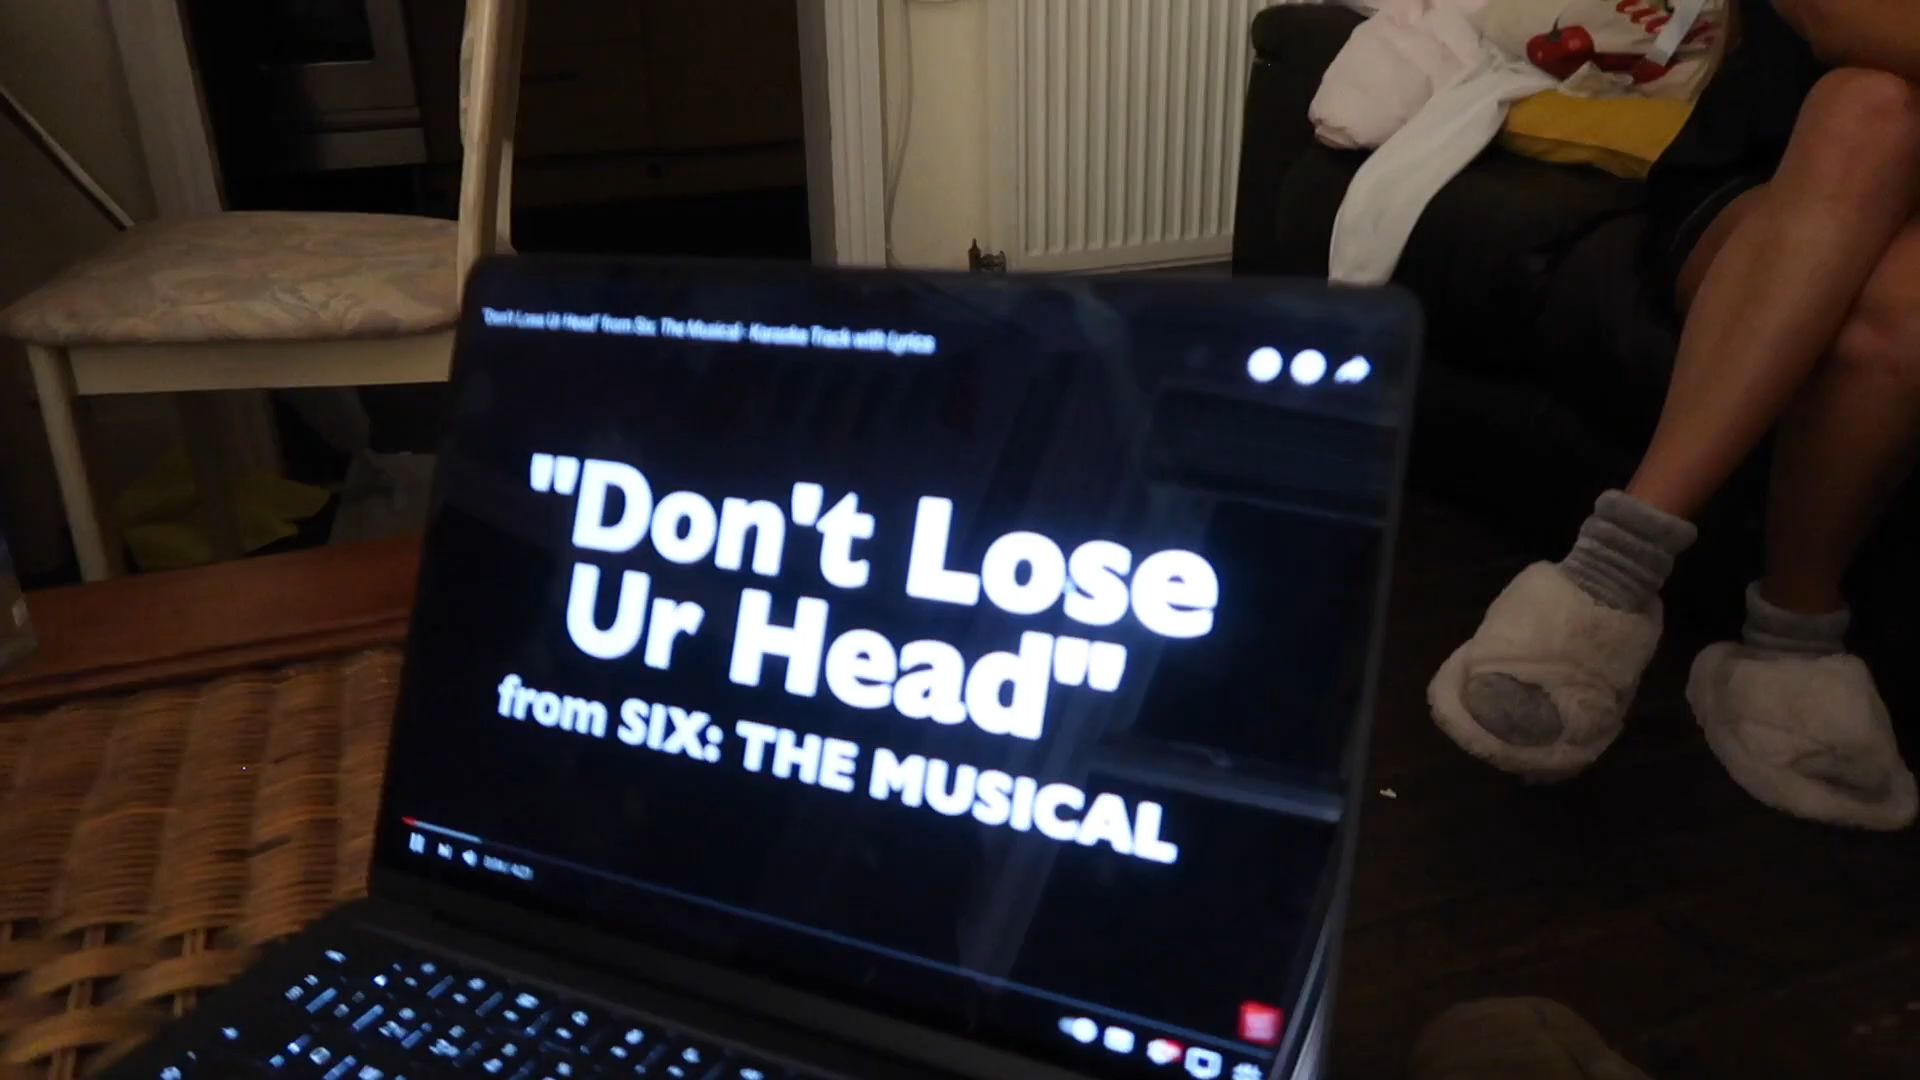 "Don't Lose Ur Head" from Six: The Musical - Karaoke Track with Lyrics
"Don't Lose
Ur Head"
from SIX: THE MUSICAL